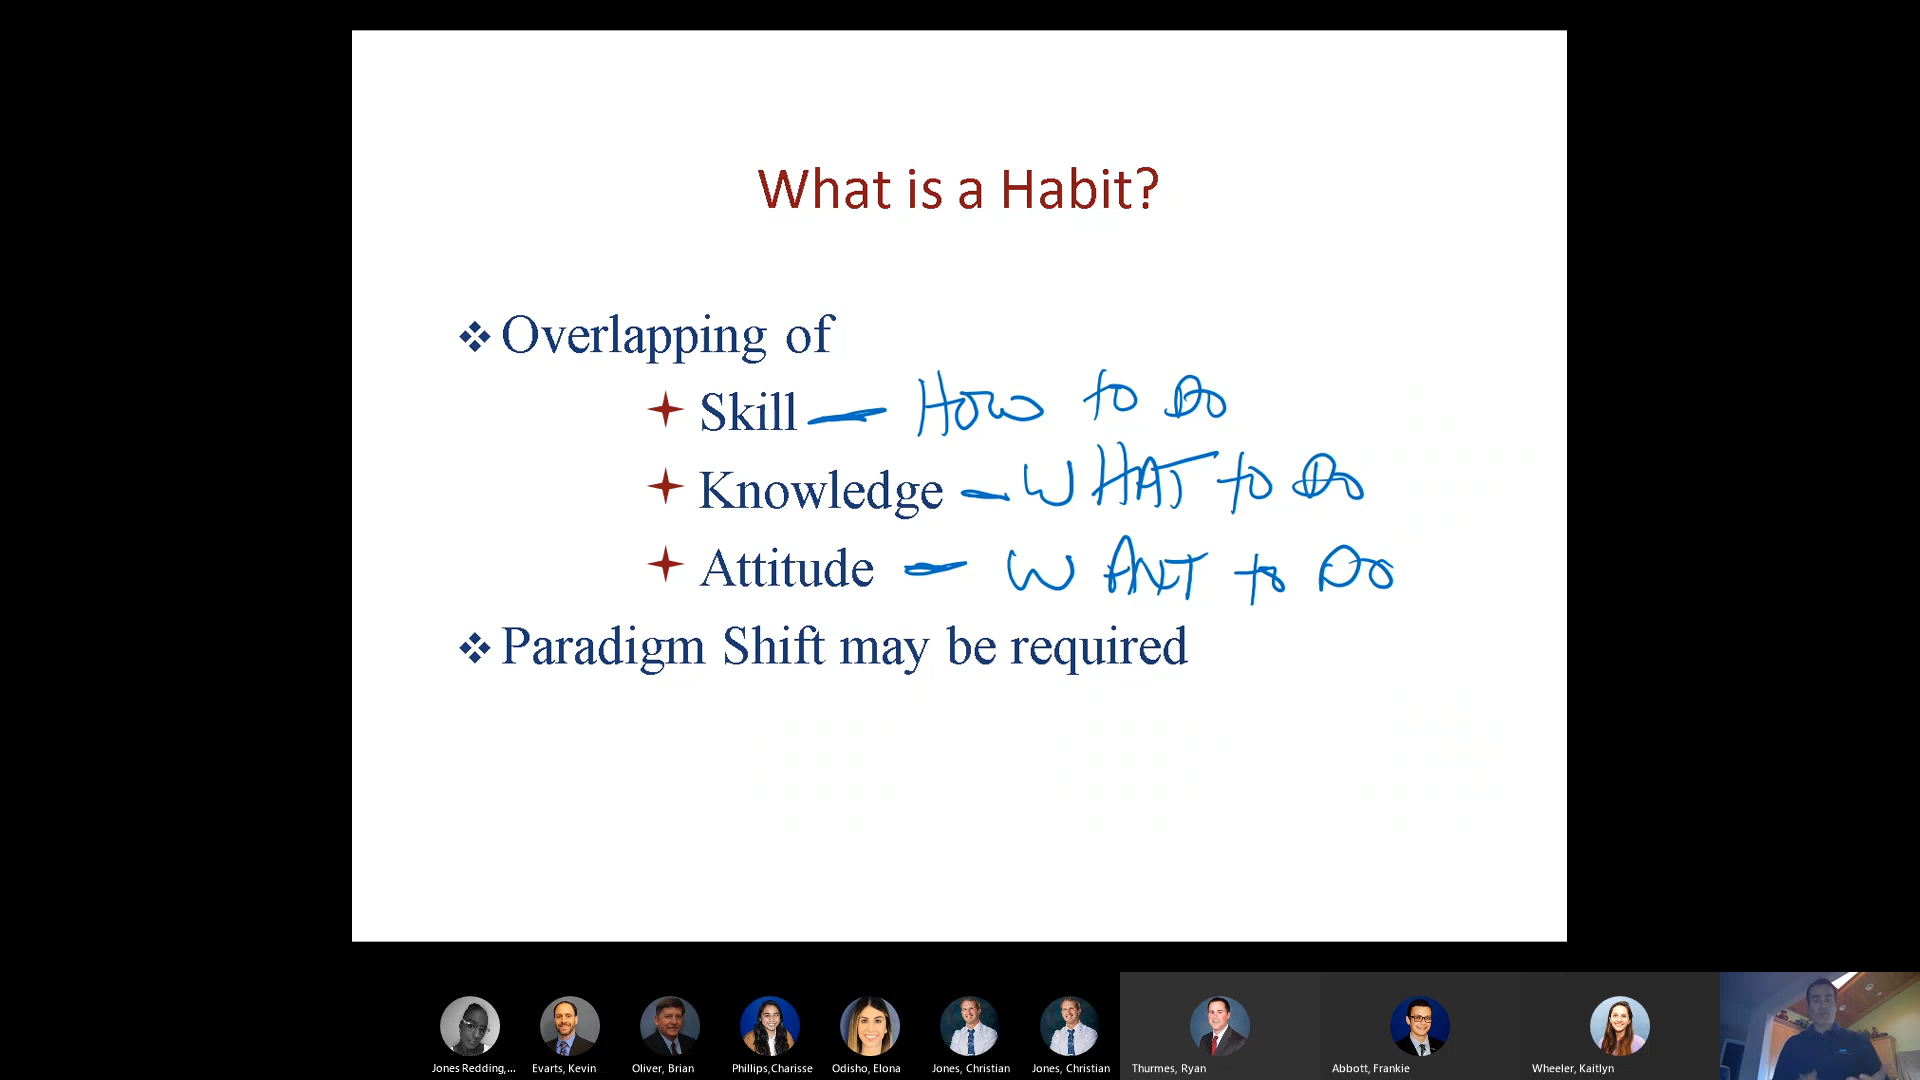 What is a Habit?
Overlapping of
Skill — HOW to DO
Knowledge - WHAT to DO
Attitude - WANT to DO
Paradigm Shift may be required
Jones Redding,... Evarts, Kevin Oliver, Brian Phillips,Charisse Odisho, Elona Jones, Christian Jones, Christian Thurmes, Ryan Abbott, Frankie Wheeler, Kaitlyn